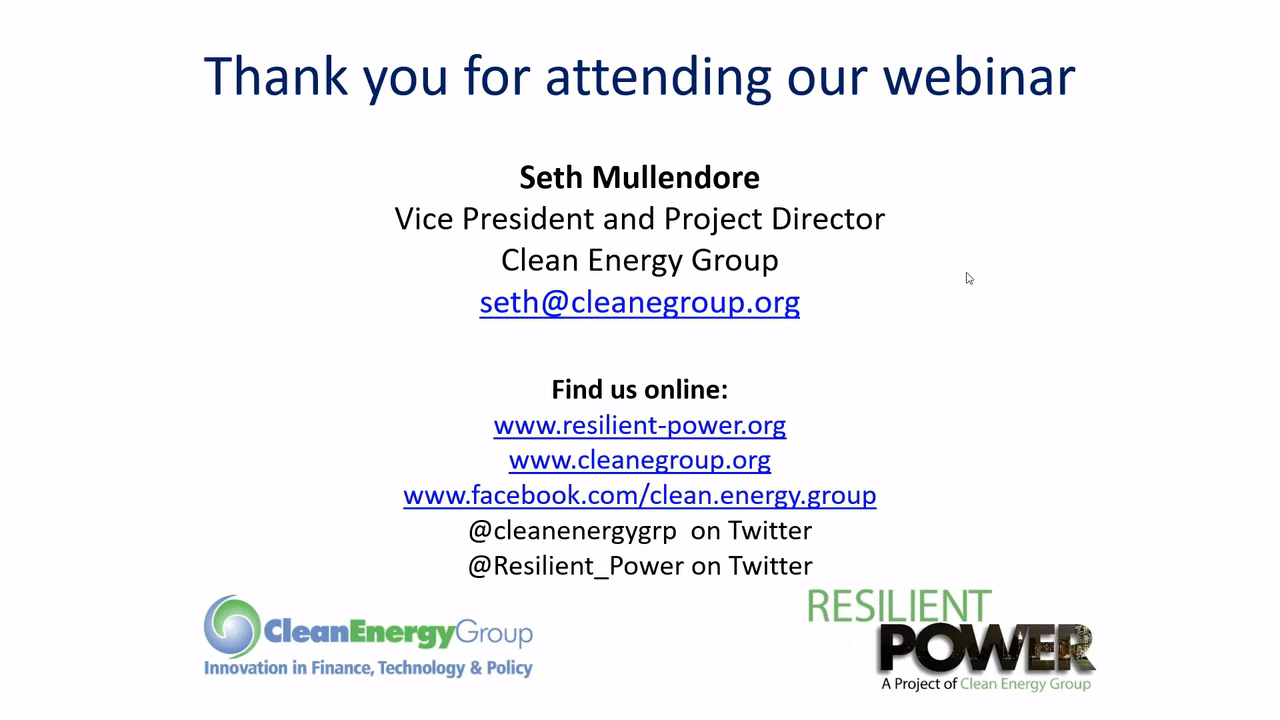 Thank you for attending our webinar
Seth Mullendore
Vice President and Project Director
Clean Energy Group
seth@cleanegroup.org
Find us online:
www.resilient-power.org
www.cleanegroup.org
www.facebook.com/clean.energy.group
@cleanenergygrp on Twitter
@Resilient_Power on Twitter
CleanEnergyGroup
Innovation in Finance, Technology & Policy
RESILIENT
POWER
A Project of Clean Energy Group